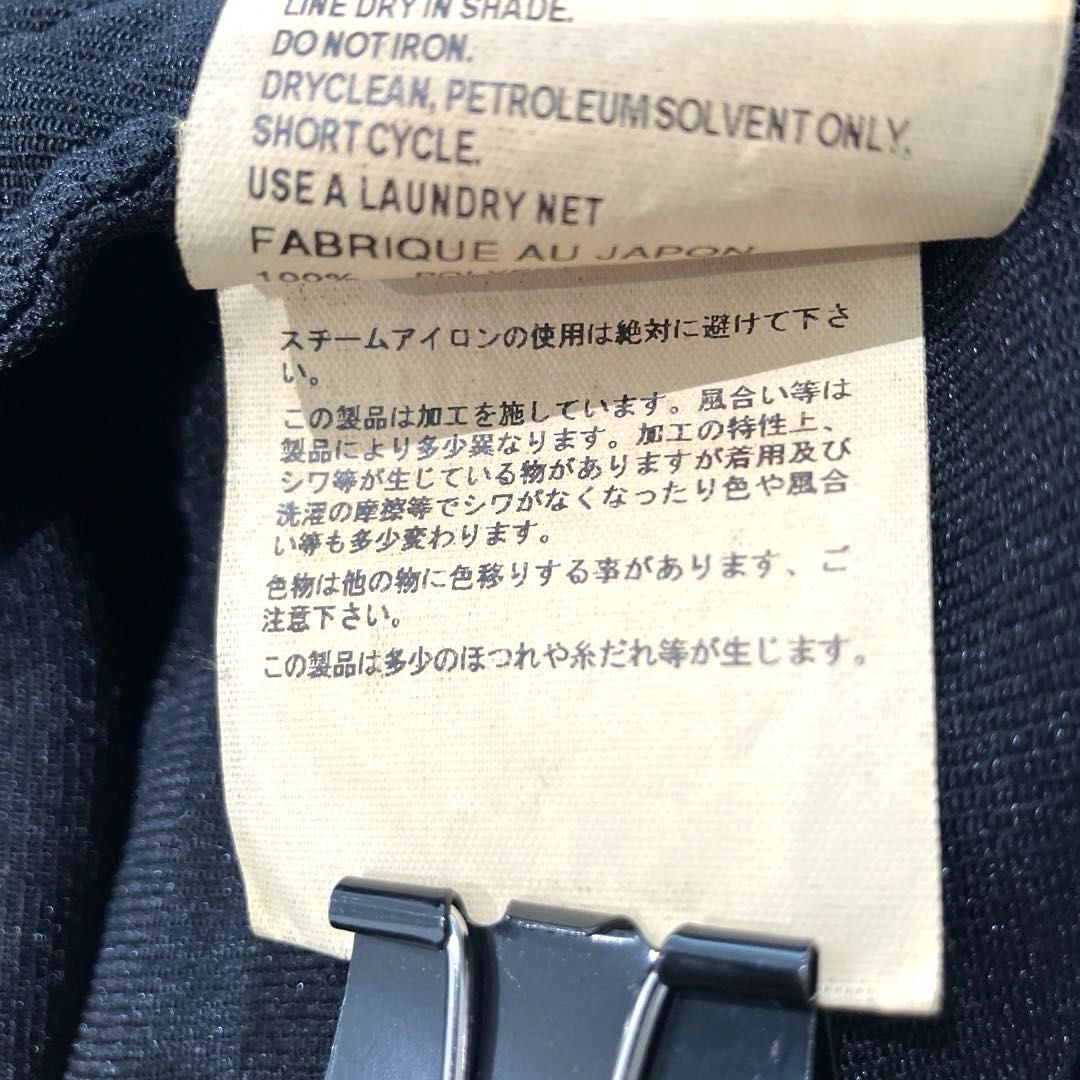 LINE DRY IN SHADE.
DO NOT IRON.
DRYCLEAN, PETROLEUM SOLVENT ONLY.
SHORT CYCLE.
USE A LAUNDRY NET
FABRIQUE AU JAPON
100%
スチームアイロンの使用は絶対に避けて下さ
い。
この製品は加工を施しています。風合い等は
製品により多少異なります。加工の特性上、
シワ等が生じている物がありますが着用及び
洗濯の摩擦等でシワがなくなったり色や風合
い等も多少変わります。
色物は他の物に色移りする事があります、ご
注意下さい。
この製品は多少のほつれや糸だれ等が生じます。